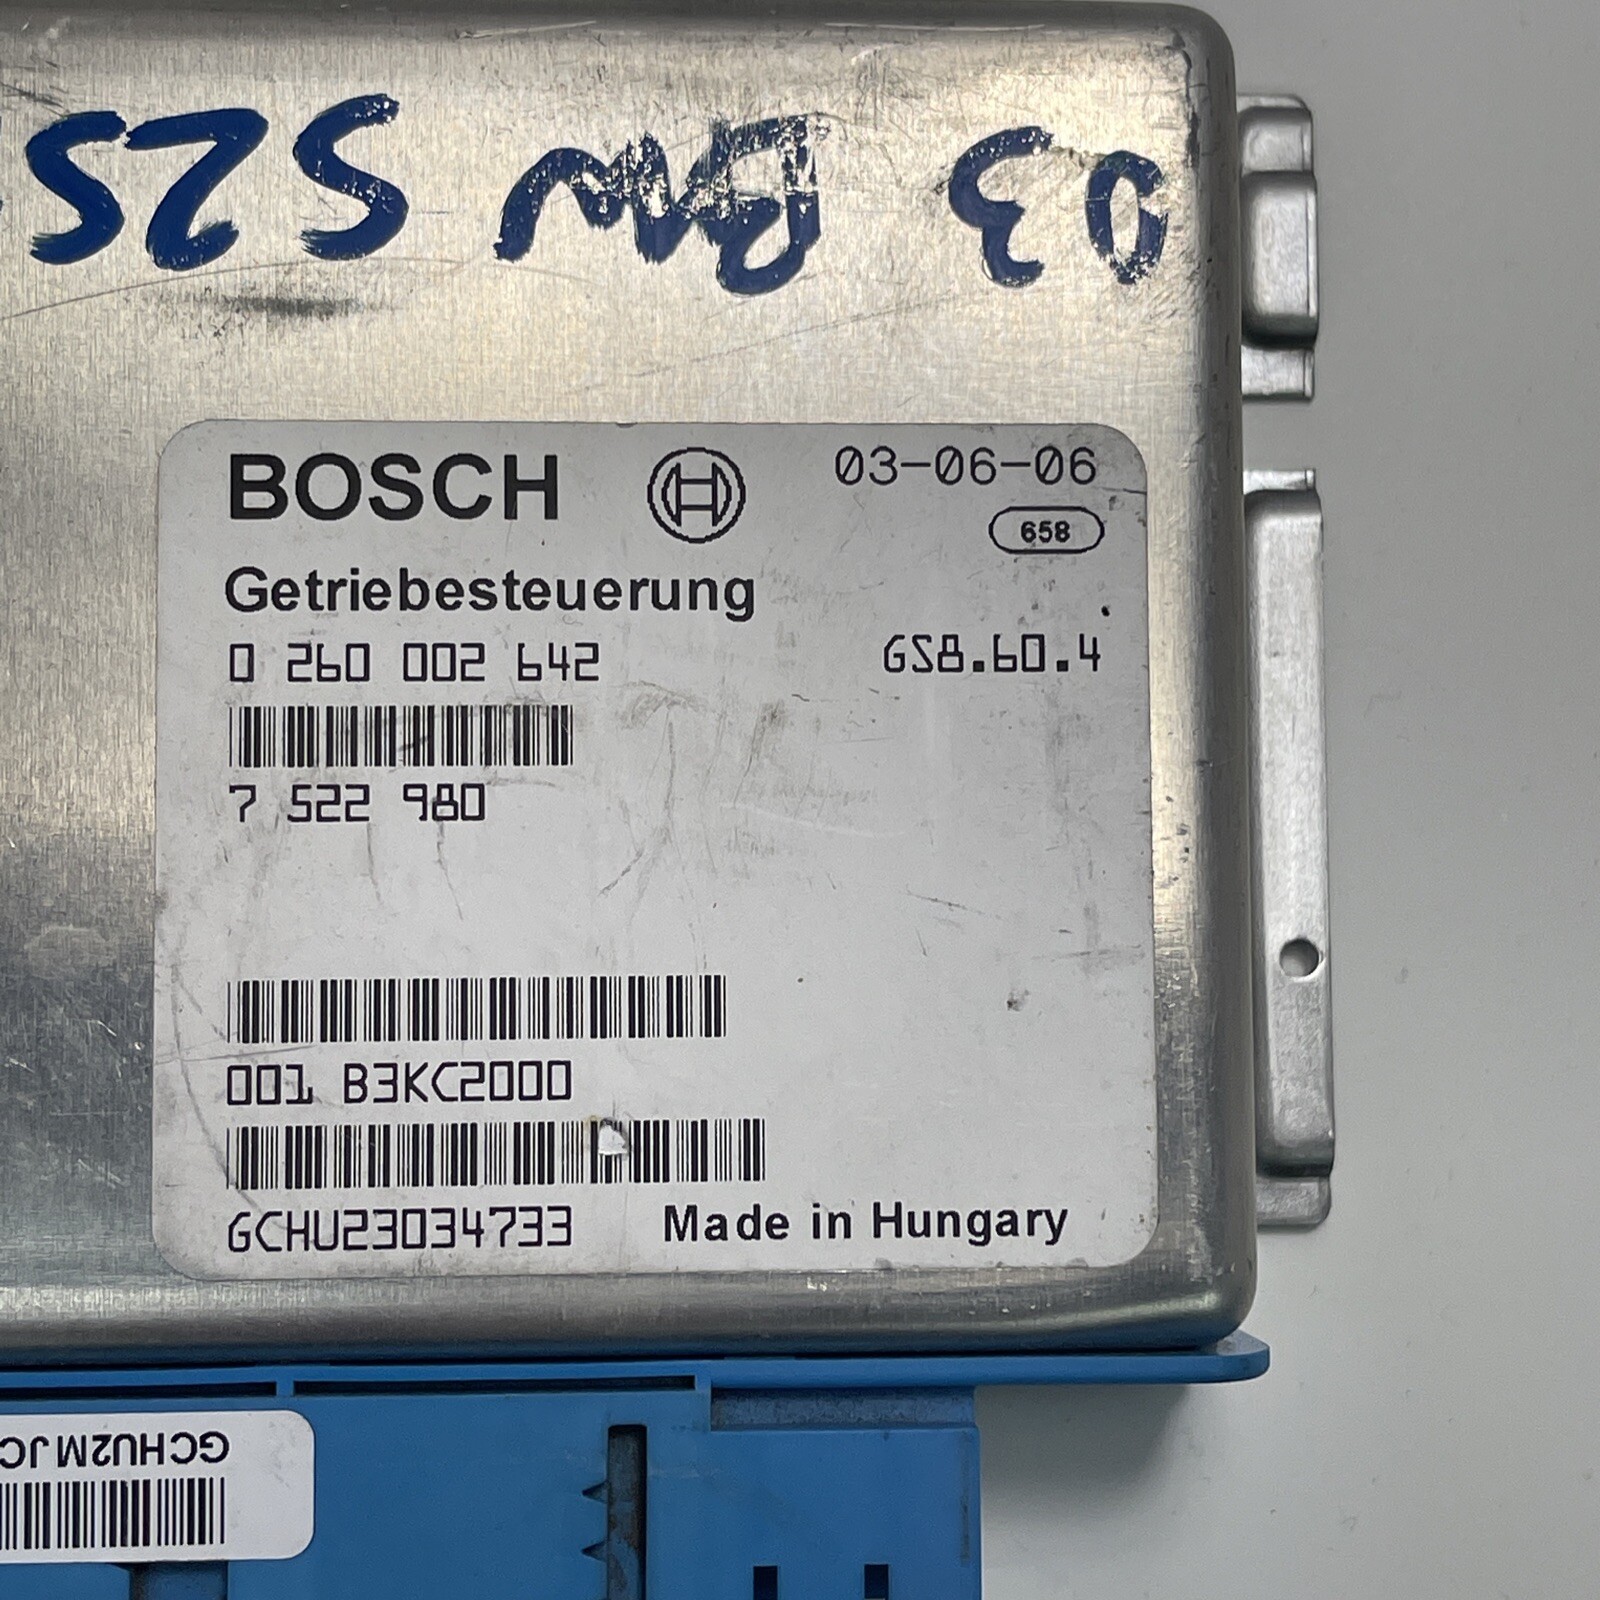 03 BMW 525
BOSCH 03-06-06
658
Getriebesteuerung
0 260 002 642 GS8.60.4
7 522 980
001 B3KC2000
GCHU23034733 Made in Hungary
GCHU2MJC